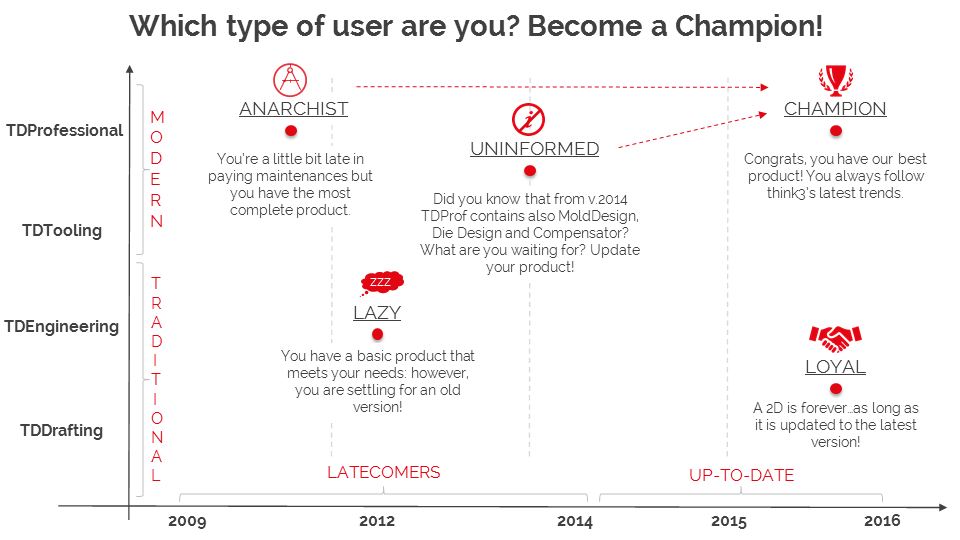 Which type of user are you? Become a Champion!
TDProfessional
TDTooling
TDEngineering
TDDrafting
MODERN
TRADITIONAL
ANARCHIST
You're a little bit late in
paying maintenances but
you have the most
complete product.
i
UNINFORMED
Did you know that from v.2014
TDProf contains also MoldDesign,
Die Design and Compensator?
What are you waiting for? Update
your product!
CHAMPION
Congrats, you have our best
product! You always follow
think3's latest trends.
ZZZ
LAZY
You have a basic product that
meets your needs: however,
you are settling for an old
version!
LOYAL
A 2D is forever...as long as
it is updated to the latest
version!
LATECOMERS
UP-TO-DATE
2009
2012
2014
2015
2016